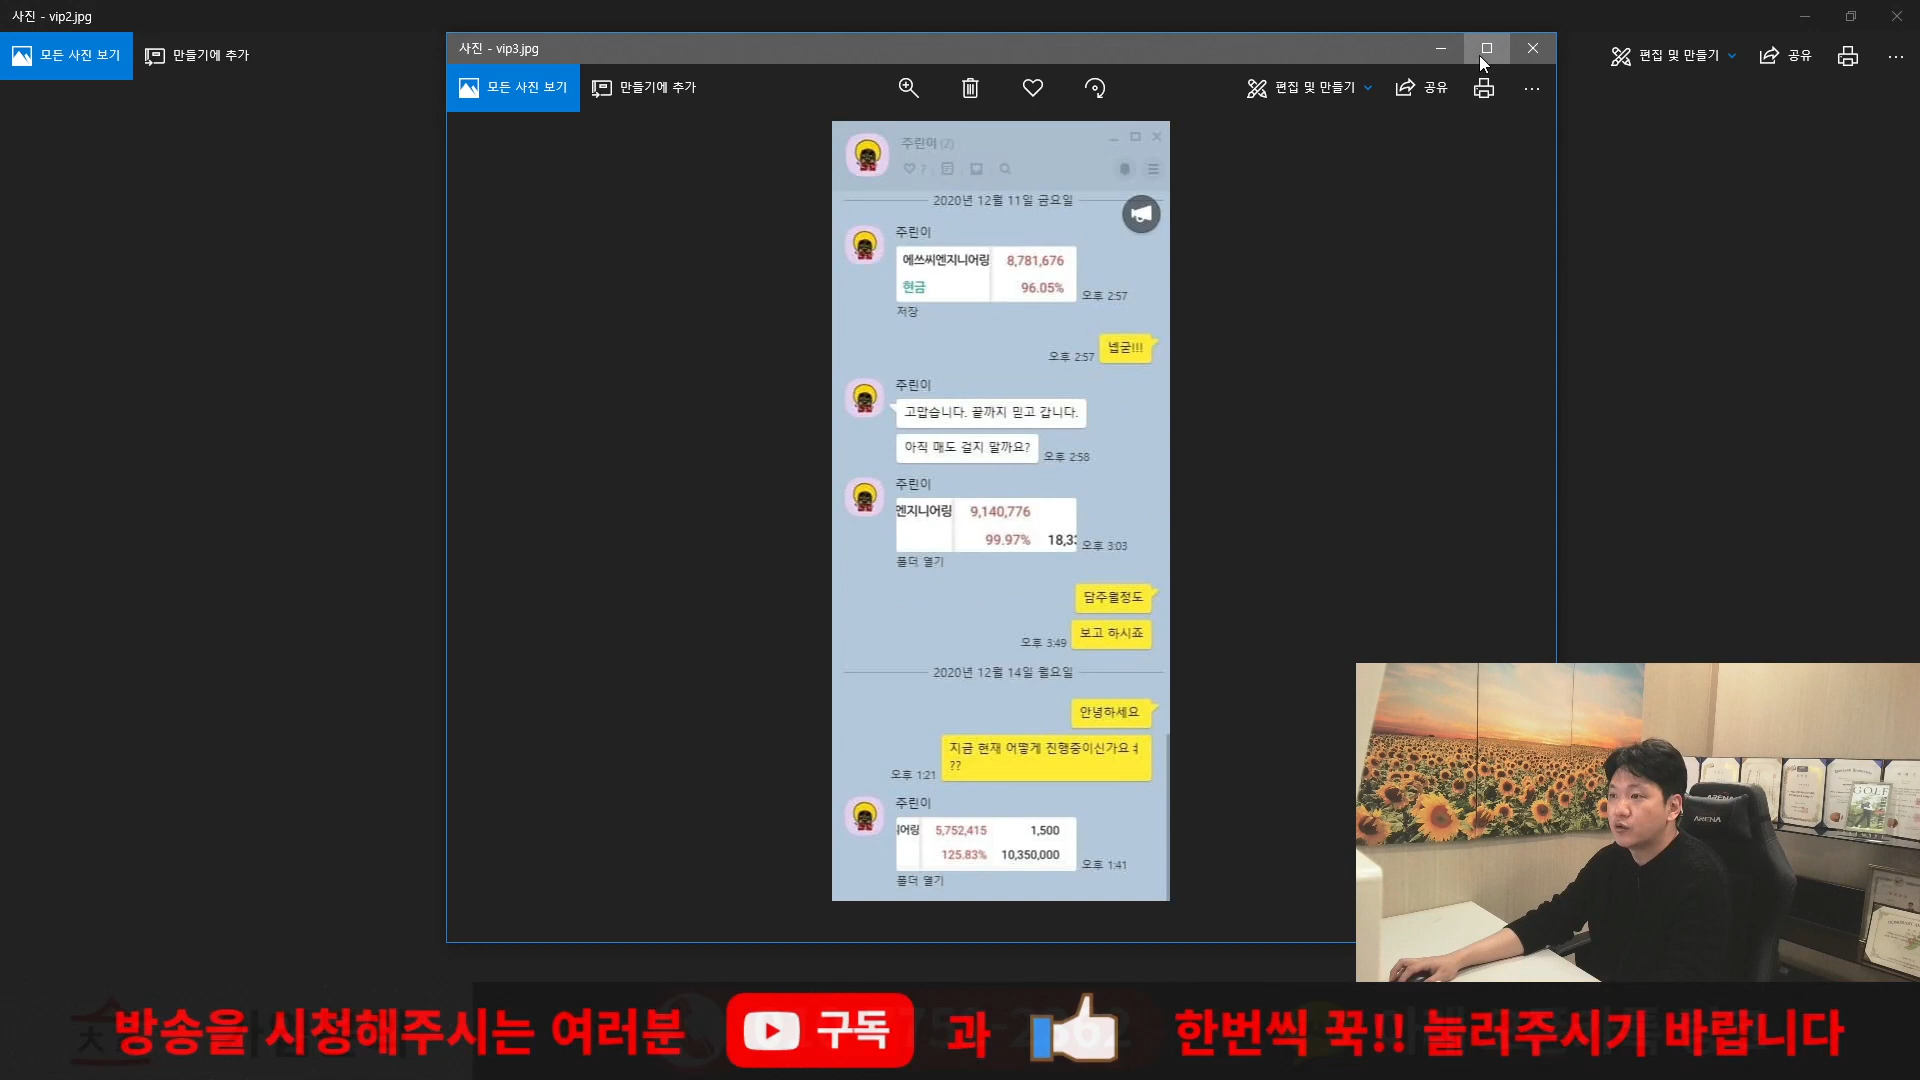 사진 - vip2.jpg
모든 사진 보기
만들기에 추가
편집 및 만들기
공유
사진 - vip3.jpg
모든 사진 보기
만들기에 추가
편집 및 만들기
공유
주린이 (2)
7
2020년 12월 11일 금요일
주린이
에쓰씨엔지니어링 8,781,676
현금 96.05%
오후 2:57
저장
넵굳!!!
오후 2:57
주린이
고맙습니다. 끝까지 믿고 갑니다.
아직 매도 걸지 말까요?
오후 2:58
주린이
엔지니어링 9,140,776
99.97% 18,3
오후 3:03
폴더 열기
담주월정도
보고 하시죠
오후 3:49
2020년 12월 14일 월요일
안녕하세요
지금 현재 어떻게 진행중이신가요ㅕ
??
오후 1:21
주린이
어링 5,752,415 1,500
125.83% 10,350,000
오후 1:41
폴더 열기
ARENA
ARENA
GOLF
방송을 시청해주시는 여러분 구독 과 한번씩 꾹!! 눌러주시기 바랍니다